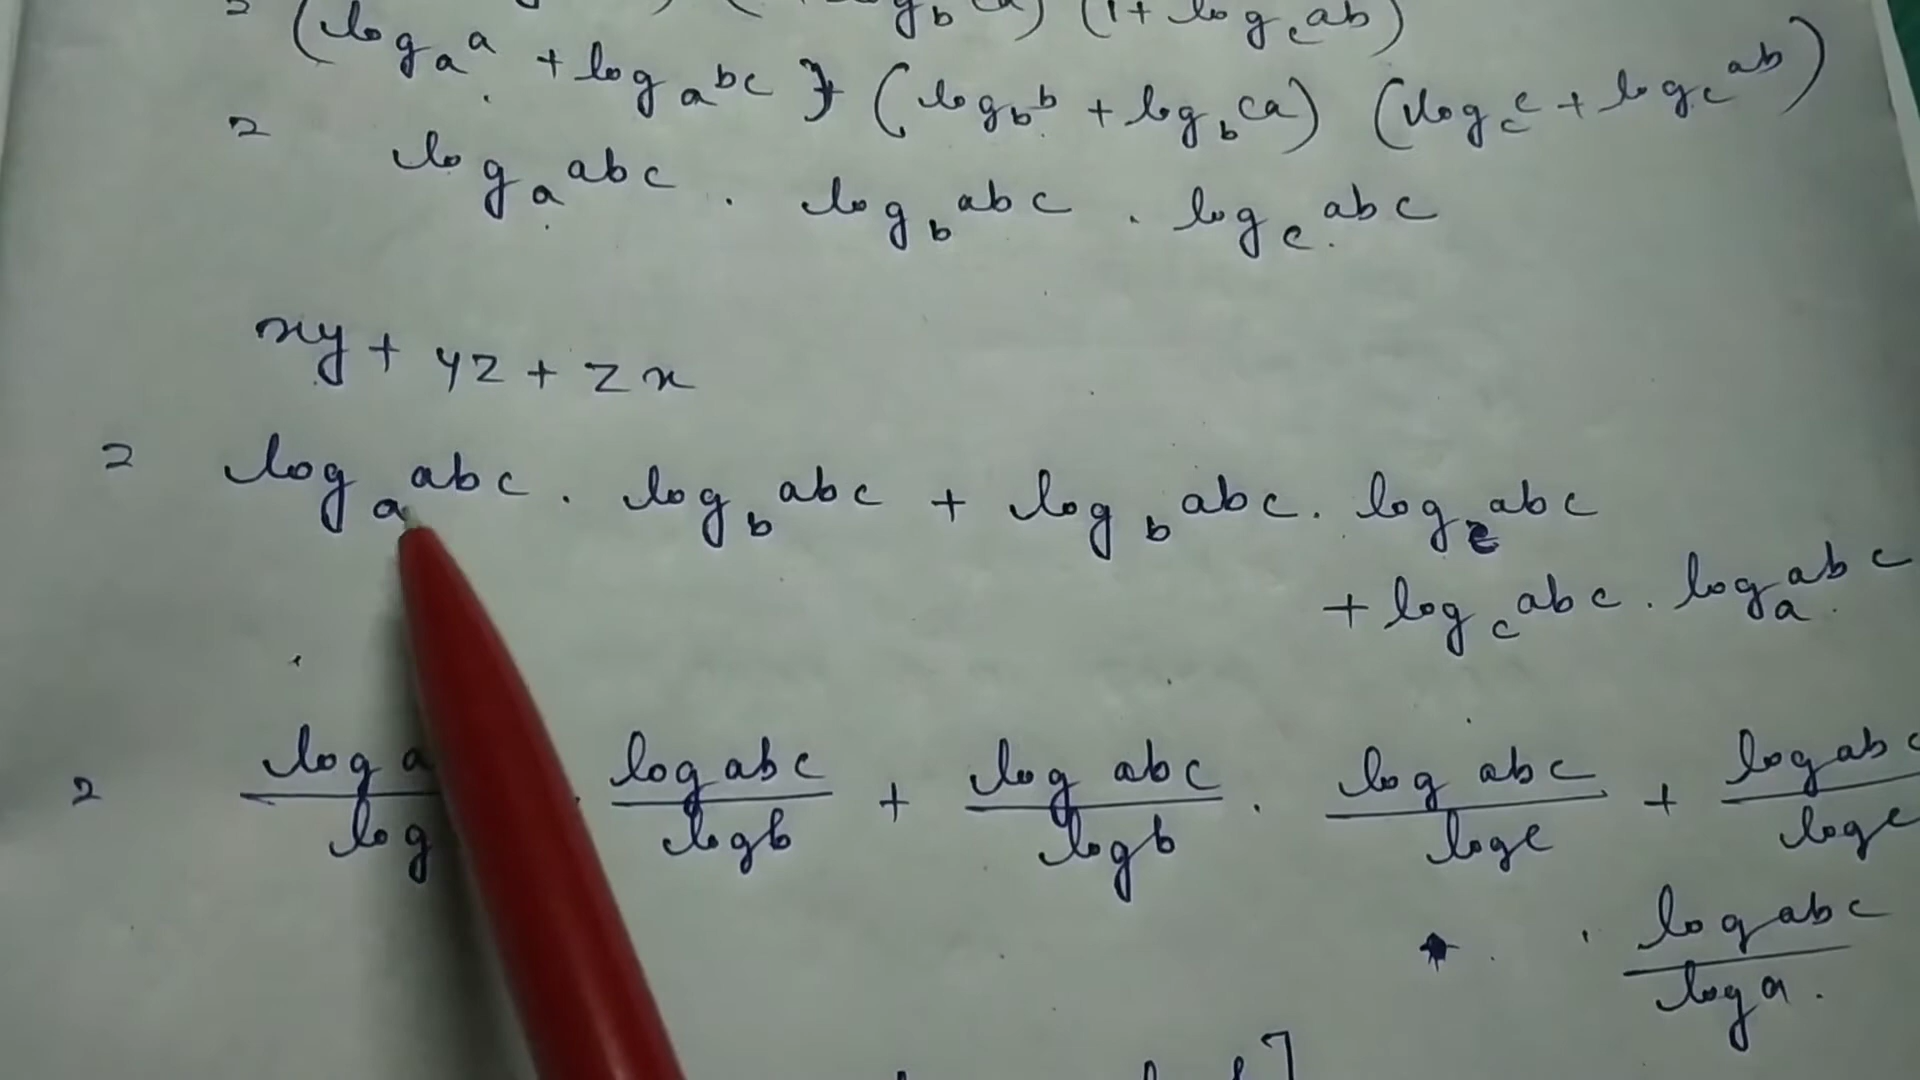 = (log_a a + log_a bc) (log_b b + log_b ca) (log_c c + log_c ab)
= log_a abc . log_b abc . log_c abc
xy + yz + zx
= log_a abc . log_b abc + log_b abc . log_c abc
+ log_c abc . log_a abc
= log a / log . log abc / log b + log abc / log b . log abc / log c + log abc / log c
. log abc / log a .